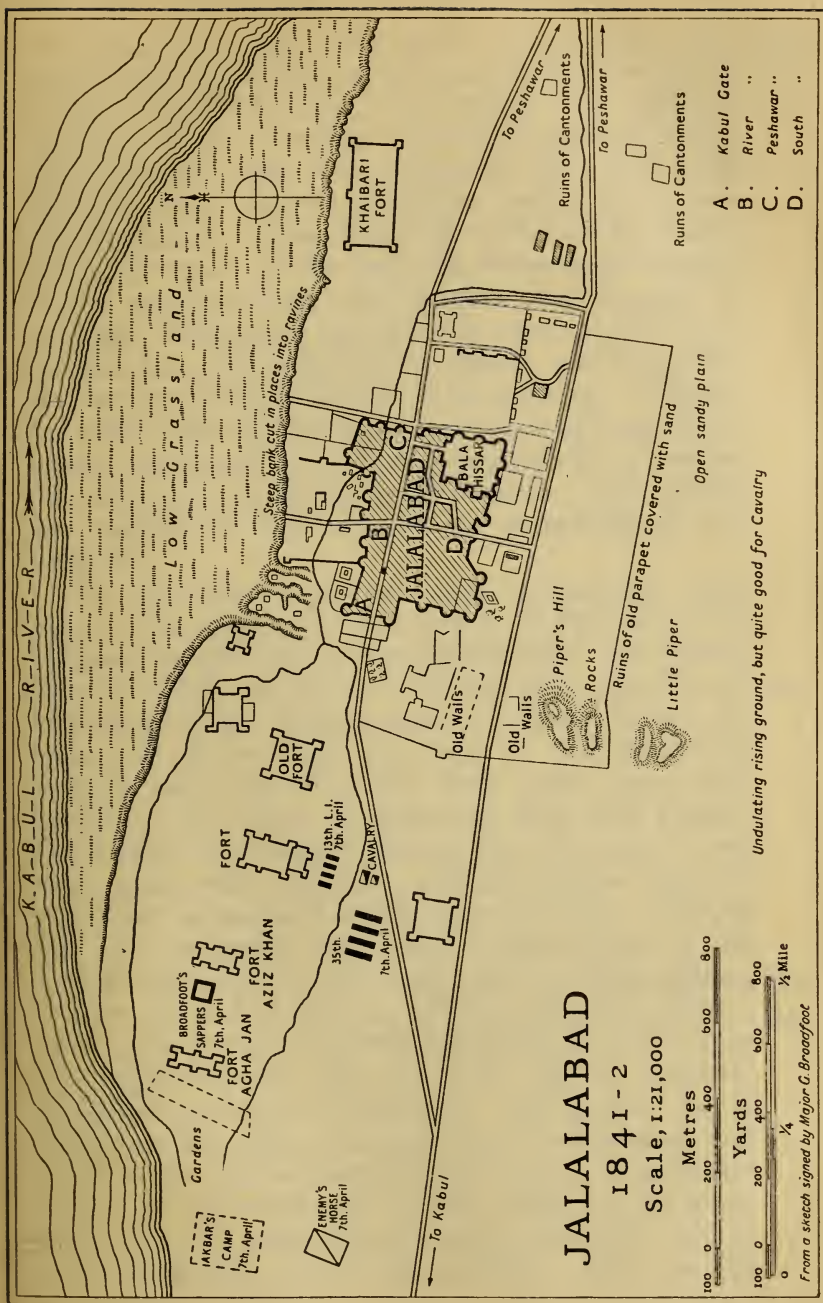 K-A-B-U-L R-I-V-E-R
Low Grassland
N
Steep bank cut in places into ravines
KHAIBARI
FORT
To Peshawar
To Peshawar
Ruins of Cantonments
Ruins of Cantonments
A. Kabul Gate
B. River "
C. Peshawar "
D. South "
A
B
C
D
JALALABAD
BALA
HISSAR
OLD
FORT
FORT
13th. L.I.
7th. April
CAVALRY
35th.
7th. April
BROADFOOT'S
SAPPERS
7th. April
FORT
AZIZ KHAN
FORT
AGHA JAN
Gardens
AKBAR'S
CAMP
7th. April
ENEMY'S
HORSE
7th. April
To Kabul
Old Walls
Old
Walls
Piper's Hill
Rocks
Little Piper
Ruins of old parapet covered with sand
Open sandy plain
Undulating rising ground, but quite good for Cavalry
JALALABAD
1841-2
Scale, 1:21,000
Metres
100 0 200 400 600 800
Yards
100 0 200 400 600 800
0 ¼ ½ Mile
From a sketch signed by Major G. Broadfoot